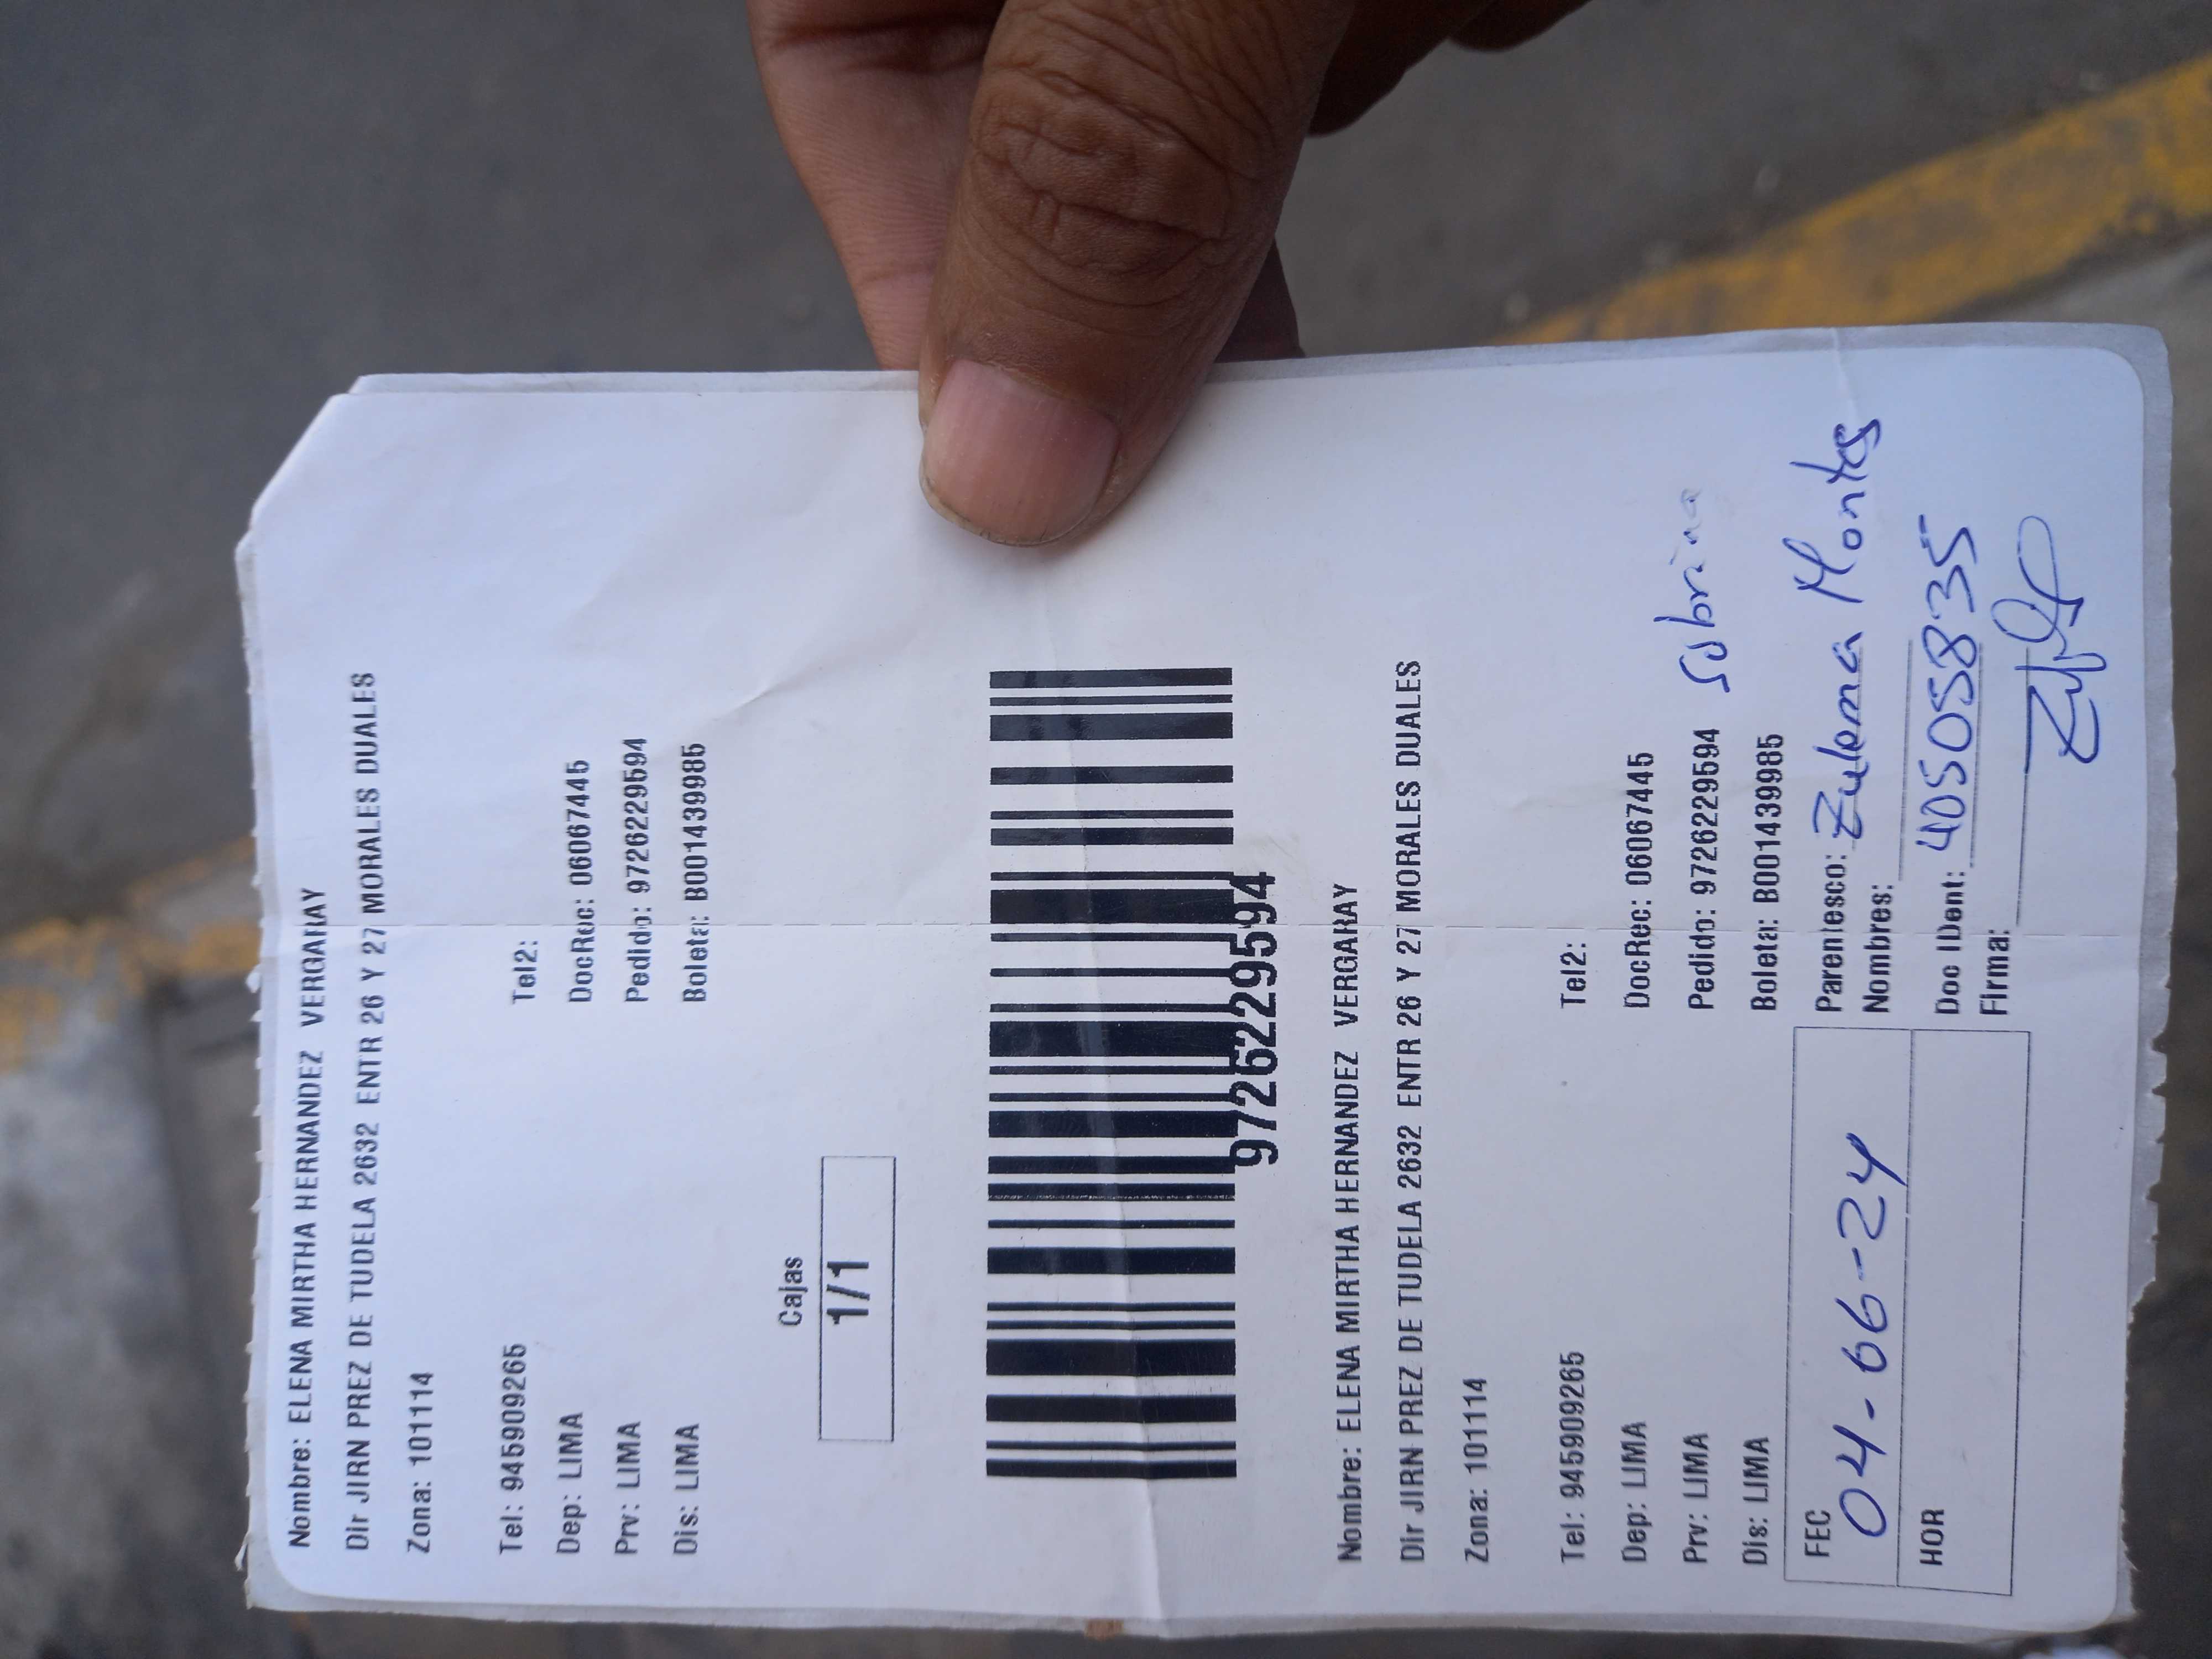 Nombre: ELENA MIRTHA HERNANDEZ VERGARAY
Dir JIRN PREZ DE TUDELA 2632 ENTR 26 Y 27 MORALES DUALES
Zona: 101114
Tel: 945909265 Tel2:
Dep: LIMA DocRec: 06067445
Prv: LIMA Pedido: 97262229594
Dis: LIMA Boleta: B001439985
Cajas
1/1
97262229594
Nombre: ELENA MIRTHA HERNANDEZ VERGARAY
Dir JIRN PREZ DE TUDELA 2632 ENTR 26 Y 27 MORALES DUALES
Zona: 101114
Tel: 945909265 Tel2:
Dep: LIMA DocRec: 06067445
Prv: LIMA Pedido: 97262229594 Sobrina
Dis: LIMA Boleta: B001439985
FEC 04-06-24
HOR
Parentesco: Zulema Montes
Nombres:
Doc IDent: 40505835
Firma: